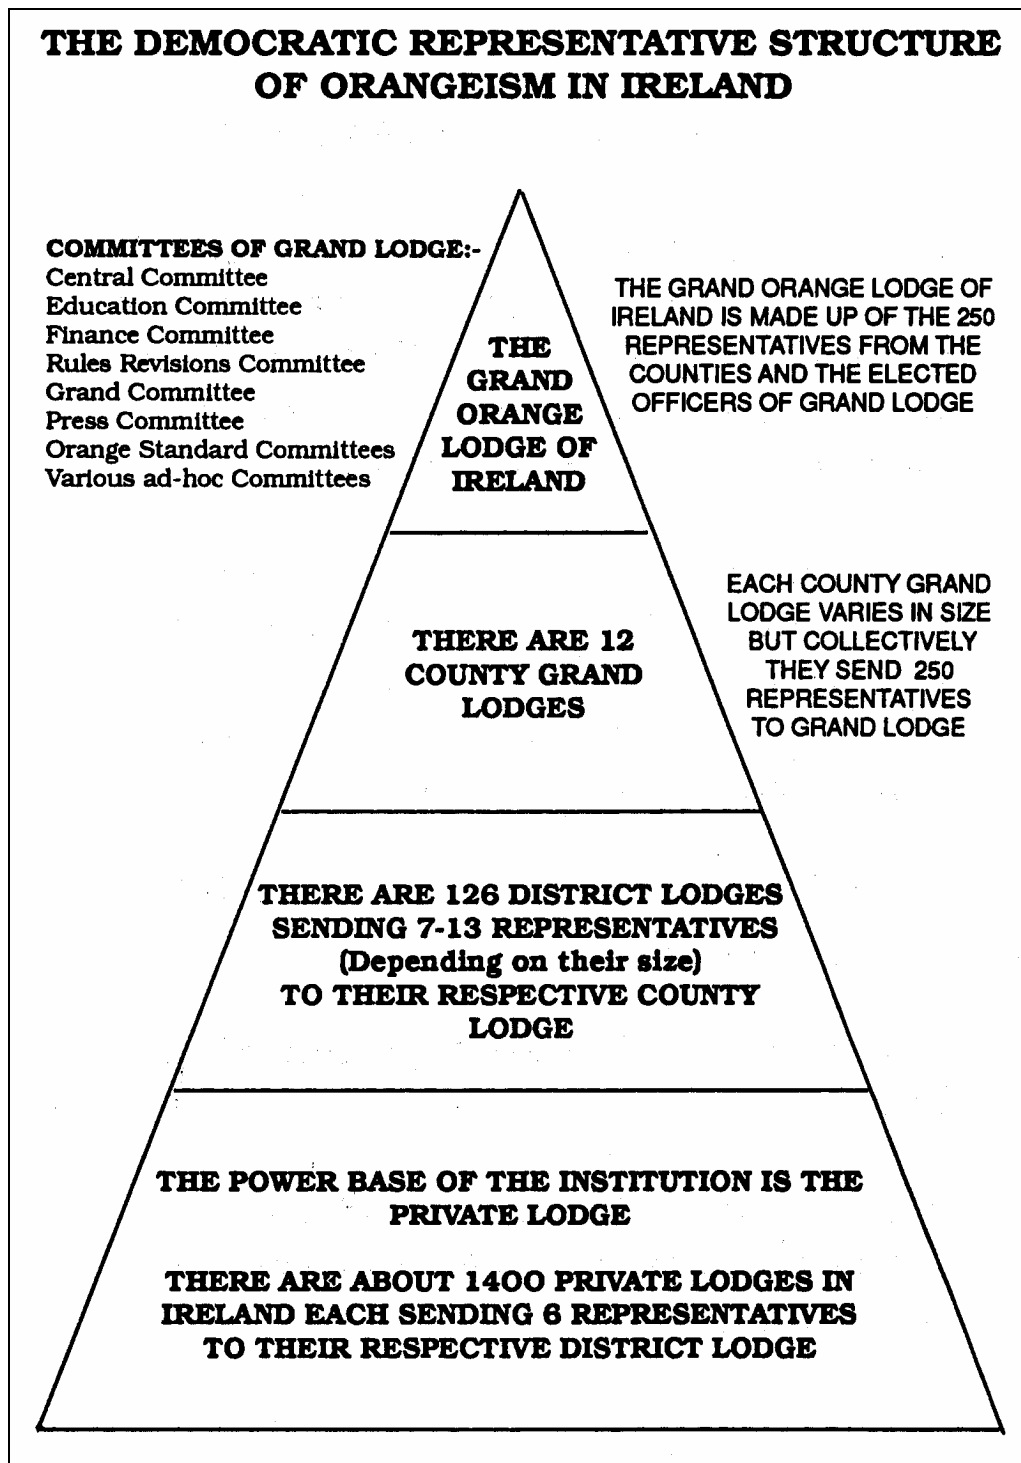 THE DEMOCRATIC REPRESENTATIVE STRUCTURE
OF ORANGEISM IN IRELAND
COMMITTEES OF GRAND LODGE:-
Central Committee
Education Committee
Finance Committee
Rules Revisions Committee
Grand Committee
Press Committee
Orange Standard Committees
Various ad-hoc Committees
THE
GRAND
ORANGE
LODGE OF
IRELAND
THE GRAND ORANGE LODGE OF
IRELAND IS MADE UP OF THE 250
REPRESENTATIVES FROM THE
COUNTIES AND THE ELECTED
OFFICERS OF GRAND LODGE
THERE ARE 12
COUNTY GRAND
LODGES
EACH COUNTY GRAND
LODGE VARIES IN SIZE
BUT COLLECTIVELY
THEY SEND 250
REPRESENTATIVES
TO GRAND LODGE
THERE ARE 126 DISTRICT LODGES
SENDING 7-13 REPRESENTATIVES
(Depending on their size)
TO THEIR RESPECTIVE COUNTY
LODGE
THE POWER BASE OF THE INSTITUTION IS THE
PRIVATE LODGE
THERE ARE ABOUT 1400 PRIVATE LODGES IN
IRELAND EACH SENDING 6 REPRESENTATIVES
TO THEIR RESPECTIVE DISTRICT LODGE